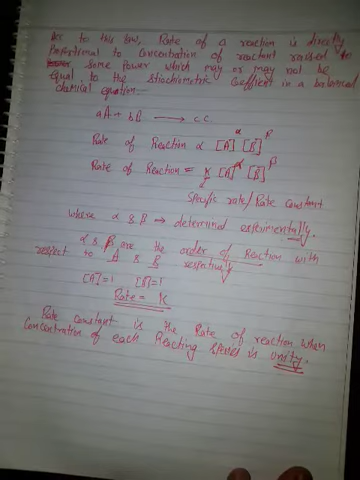 Acc to this law, Rate of a reaction is directly
Proportional to concentration of reactant raised to
some power which may or may not be
equal to the stiochiometric coefficient in a balanced
chemical equation—
aA + bB ⟶ cC
Rate of Reaction ∝ [A]^α [B]^β
Rate of Reaction = K [A]^α [B]^β
Specific rate/ Rate constant
where α & β → determined experimentally.
α & β are the order of Reaction with
respect to A & B respectively
[A]=1 [B]=1
Rate = K
Rate constant is the Rate of reaction when
Concentration of each Reacting species is unity.